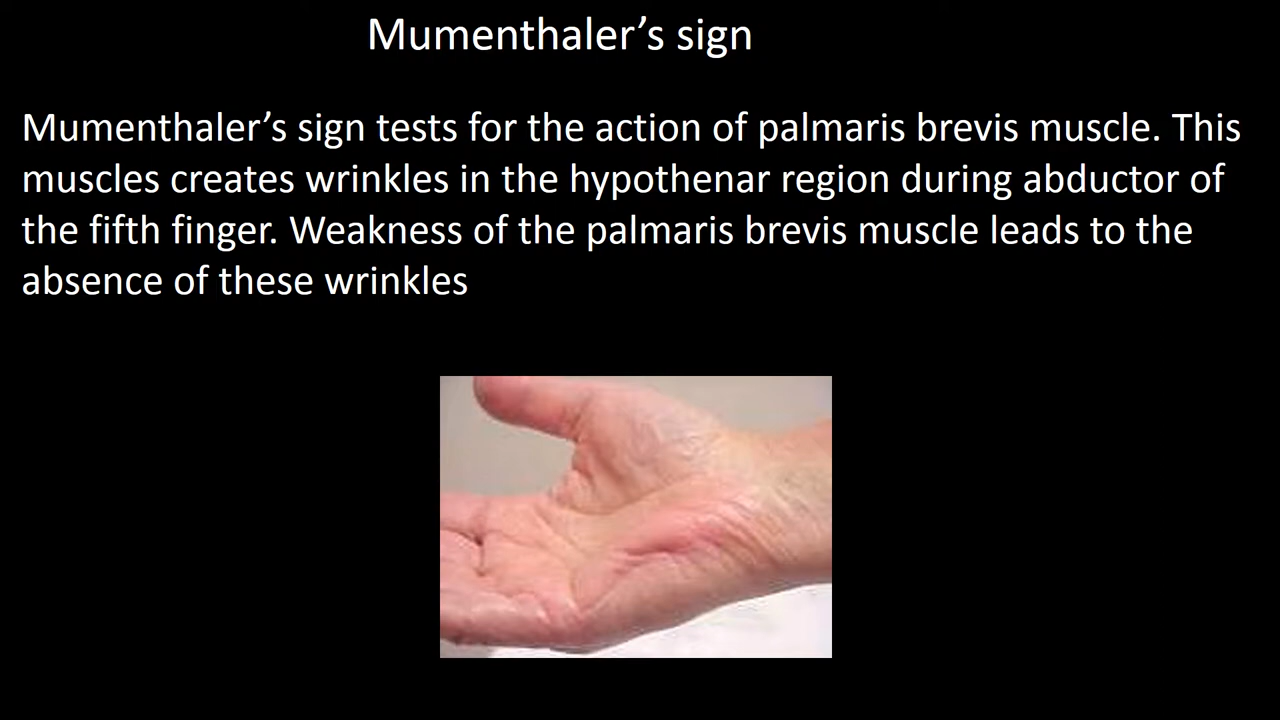 Mumenthaler’s sign
Mumenthaler’s sign tests for the action of palmaris brevis muscle. This
muscles creates wrinkles in the hypothenar region during abductor of
the fifth finger. Weakness of the palmaris brevis muscle leads to the
absence of these wrinkles